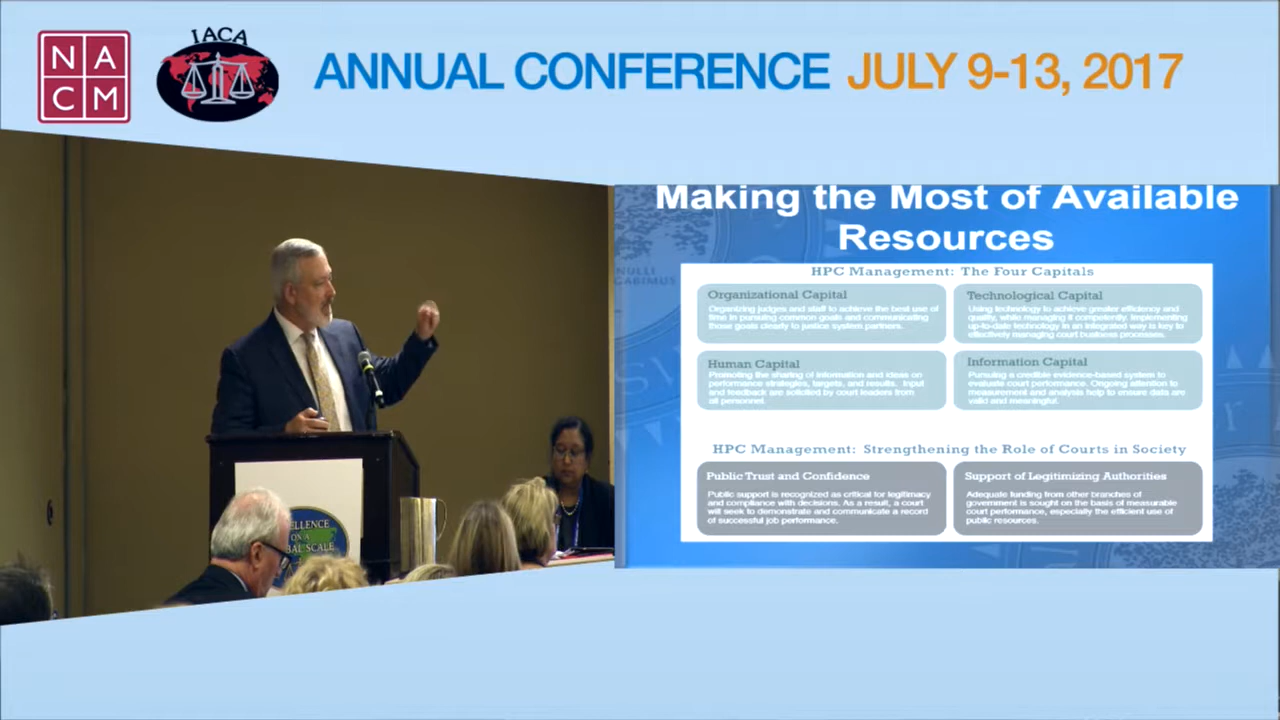 NA
CM
IACA
ANNUAL CONFERENCE JULY 9-13, 2017
Making the Most of Available
Resources
NULLI
HPC Management: The Four Capitals
Organizational Capital
Organizing judges and staff to achieve the best use of
time in pursuing common goals and communicating
those goals clearly to justice system partners.
Technological Capital
Using technology to achieve greater efficiency and
quality, while managing it competently. Implementing
up-to-date technology in an integrated way is key to
effectively managing court business processes.
Human Capital
Promoting the sharing of information and ideas on
performance strategies, targets, and results. Input
and feedback are solicited by court leaders from
all personnel.
Information Capital
Pursuing a credible evidence-based system to
evaluate court performance. Ongoing attention to
measurement and analysis help to ensure data are
valid and meaningful.
HPC Management: Strengthening the Role of Courts in Society
Public Trust and Confidence
Public support is recognized as critical for legitimacy
and compliance with decisions. As a result, a court
will seek to demonstrate and communicate a record
of successful job performance.
Support of Legitimizing Authorities
Adequate funding from other branches of
government is sought on the basis of measurable
court performance, especially the efficient use of
public resources.
ELLENCE
ON A
BAL SCALE